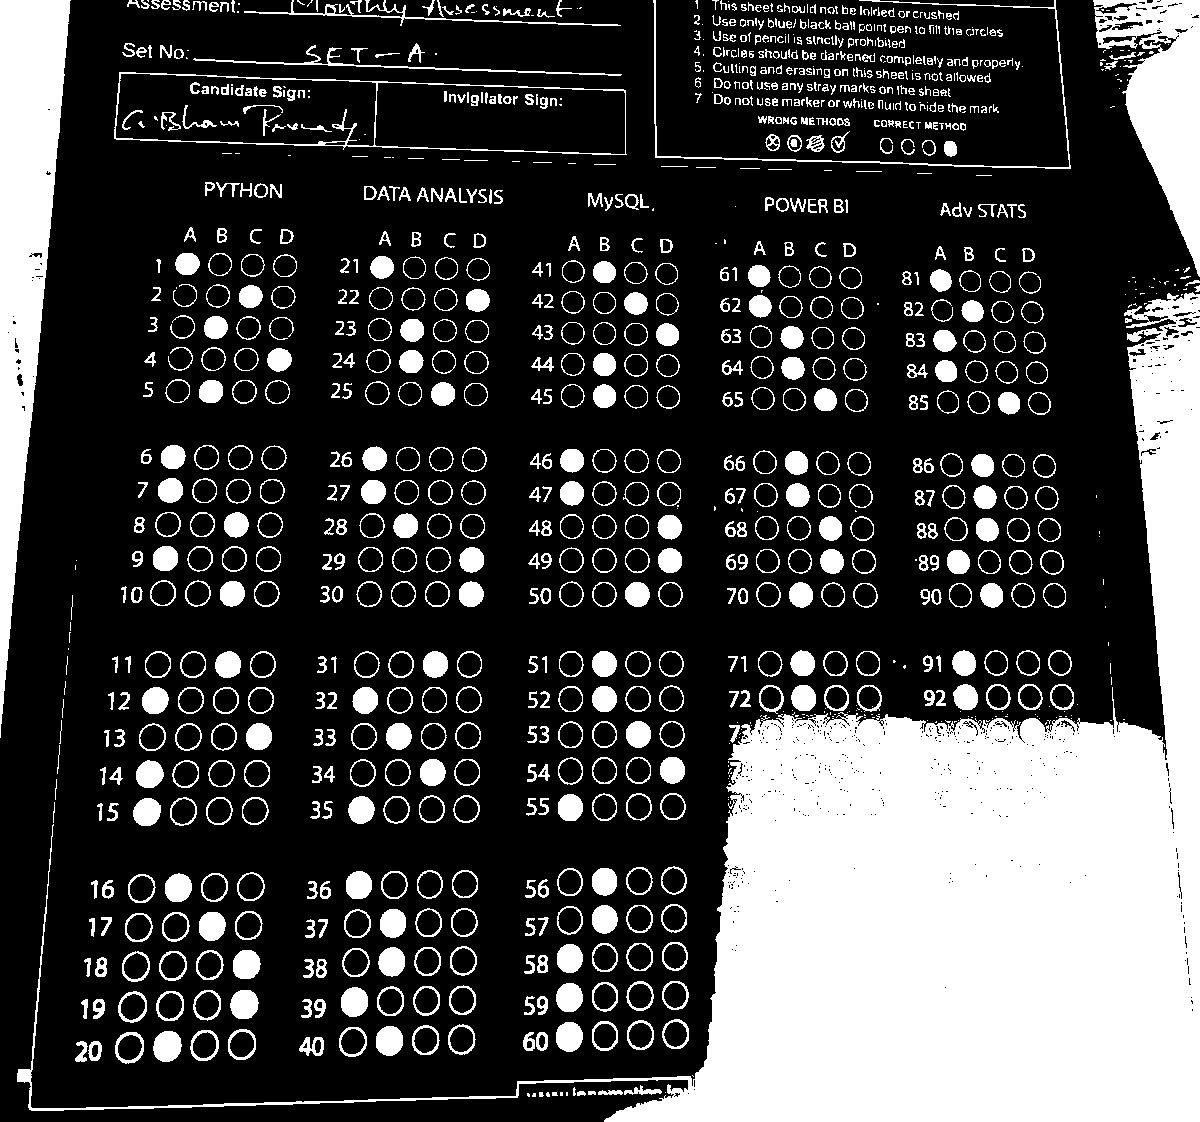 Assessment: Monthly Assessment
Set No: SET-A
Candidate Sign:
Invigilator Sign:
1 This sheet should not be folded or crushed
2. Use only blue/ black ball point pen to fill the circles
3. Use of pencil is strictly prohibited
4. Circles should be darkened completely and properly.
5. Cutting and erasing on this sheet is not allowed
6 Do not use any stray marks on the sheet
7 Do not use marker or white fluid to hide the mark
WRONG METHODS CORRECT METHOD
PYTHON DATA ANALYSIS MySQL POWER BI Adv STATS
A B C D A B C D A B C D A B C D A B C D
1 21 41 61 81
2 22 42 62 82
3 23 43 63 83
4 24 44 64 84
5 25 45 65 85
6 26 46 66 86
7 27 47 67 87
8 28 48 68 88
9 29 49 69 89
10 30 50 70 90
11 31 51 71 91
12 32 52 72 92
13 33 53 73
14 34 54
15 35 55
16 36 56
17 37 57
18 38 58
19 39 59
20 40 60